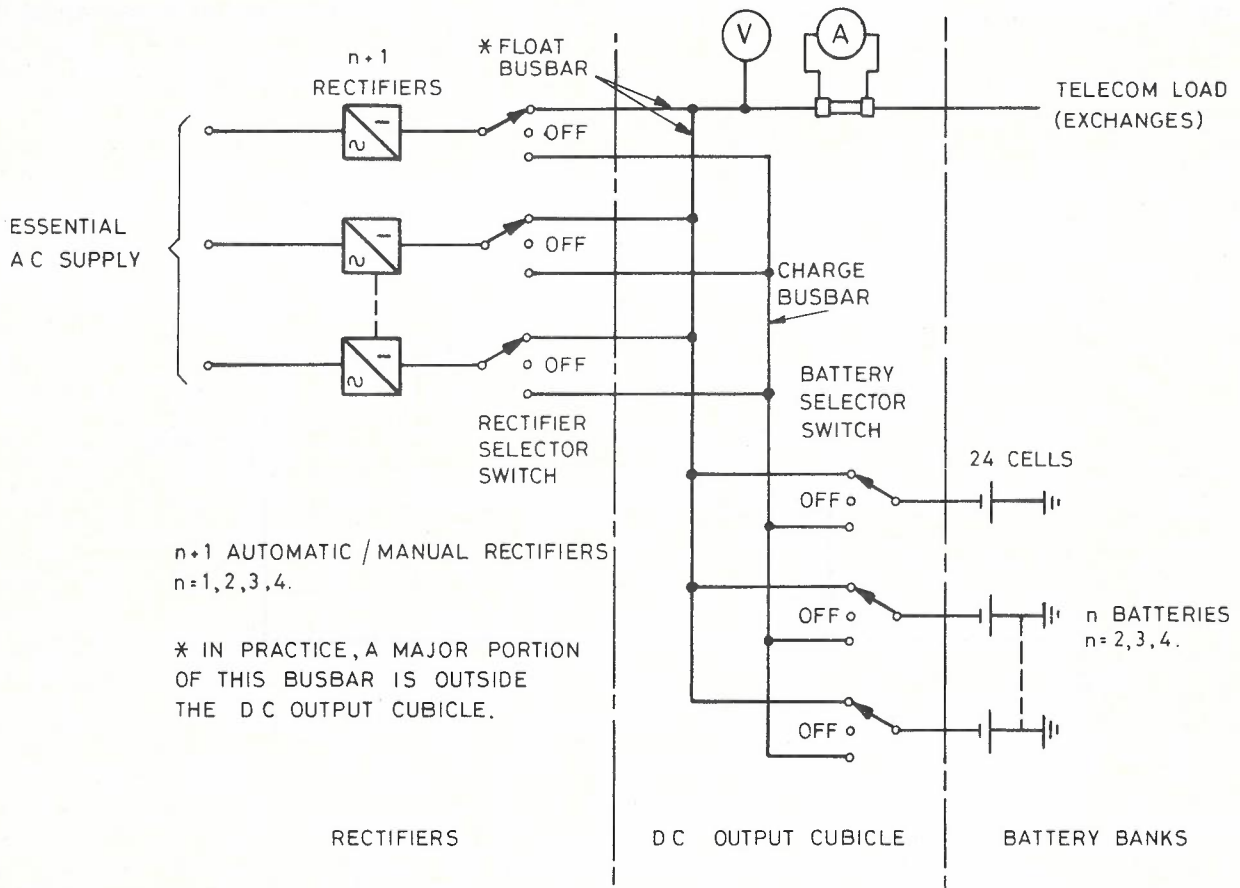 n+1
RECTIFIERS
* FLOAT
BUSBAR
V
A
TELECOM LOAD
(EXCHANGES)
OFF
ESSENTIAL
A C SUPPLY
OFF
OFF
CHARGE
BUSBAR
RECTIFIER
SELECTOR
SWITCH
BATTERY
SELECTOR
SWITCH
24 CELLS
OFF
OFF
OFF
n BATTERIES
n=2,3,4.
n+1 AUTOMATIC / MANUAL RECTIFIERS
n=1,2,3,4.
* IN PRACTICE, A MAJOR PORTION
OF THIS BUSBAR IS OUTSIDE
THE D C OUTPUT CUBICLE.
RECTIFIERS
D C OUTPUT CUBICLE
BATTERY BANKS